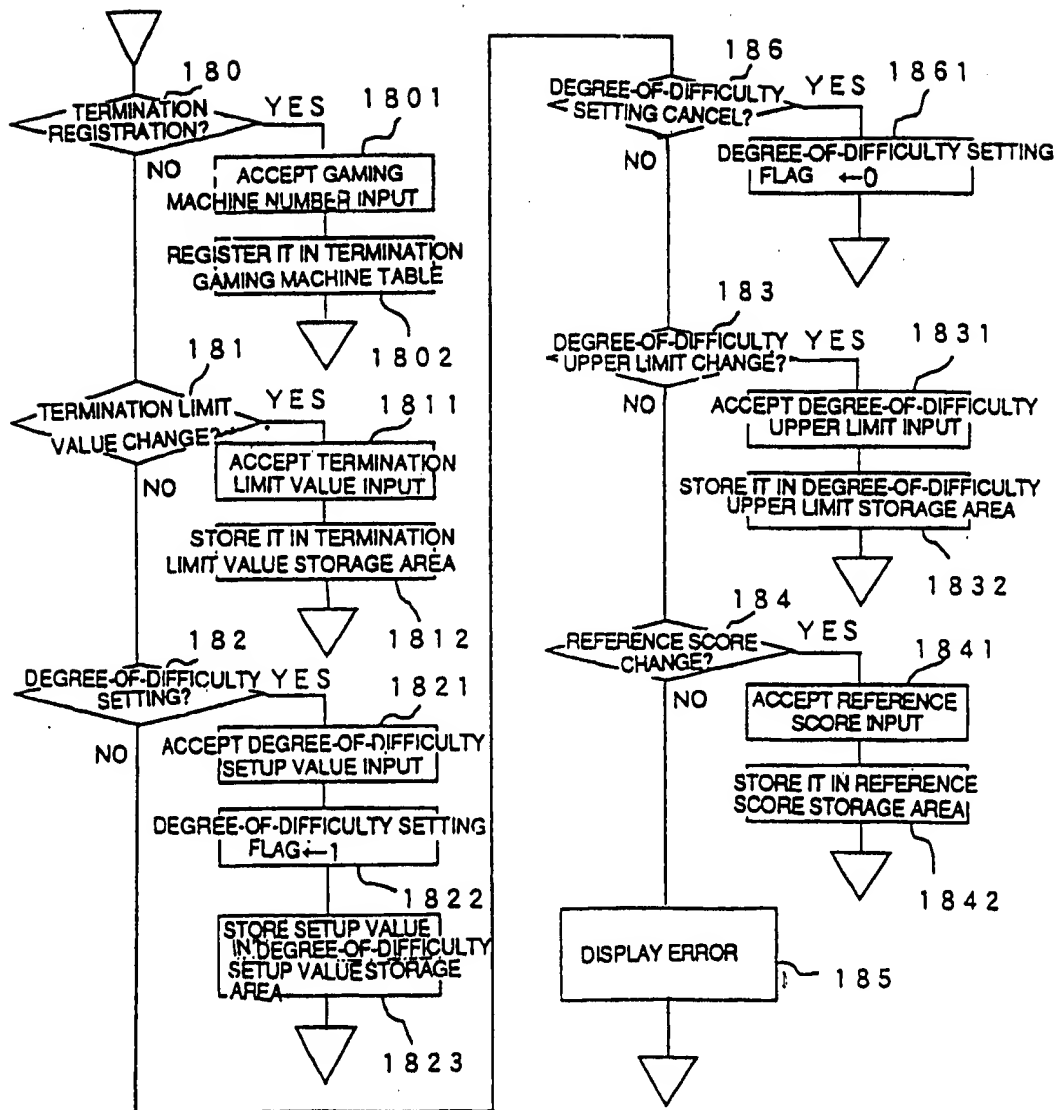 180
TERMINATION
REGISTRATION?
YES
NO
1801
ACCEPT GAMING
MACHINE NUMBER INPUT
REGISTER IT IN TERMINATION
GAMING MACHINE TABLE
1802
181
TERMINATION LIMIT
VALUE CHANGE?
YES
NO
1811
ACCEPT TERMINATION
LIMIT VALUE INPUT
STORE IT IN TERMINATION
LIMIT VALUE STORAGE AREA
1812
182
DEGREE-OF-DIFFICULTY
SETTING?
YES
NO
1821
ACCEPT DEGREE-OF-DIFFICULTY
SETUP VALUE INPUT
DEGREE-OF-DIFFICULTY SETTING
FLAG←1
1822
STORE SETUP VALUE
IN DEGREE-OF-DIFFICULTY
SETUP VALUE STORAGE
AREA
1823
186
DEGREE-OF-DIFFICULTY
SETTING CANCEL?
YES
NO
1861
DEGREE-OF-DIFFICULTY SETTING
FLAG ←0
183
DEGREE-OF-DIFFICULTY
UPPER LIMIT CHANGE?
YES
NO
1831
ACCEPT DEGREE-OF-DIFFICULTY
UPPER LIMIT INPUT
STORE IT IN DEGREE-OF-DIFFICULTY
UPPER LIMIT STORAGE AREA
1832
184
REFERENCE SCORE
CHANGE?
YES
NO
1841
ACCEPT REFERENCE
SCORE INPUT
STORE IT IN REFERENCE
SCORE STORAGE AREA
1842
DISPLAY ERROR
185